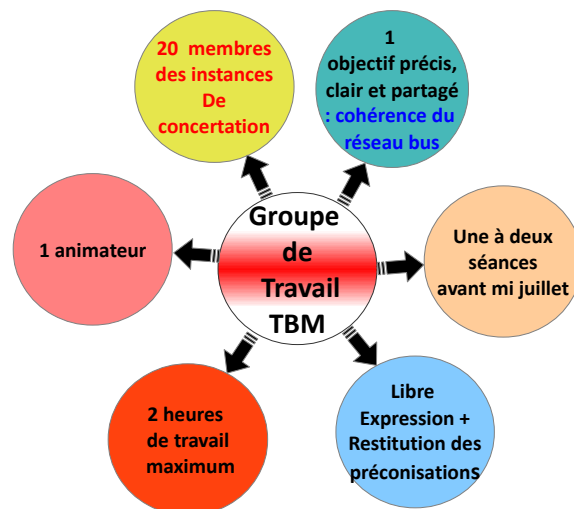 20 membres
des instances
De
concertation
1
objectif précis,
clair et partagé
: cohérence du
réseau bus
Groupe
de
Travail
TBM
1 animateur
Une à deux
séances
avant mi juillet
2 heures
de travail
maximum
Libre
Expression +
Restitution des
préconisations